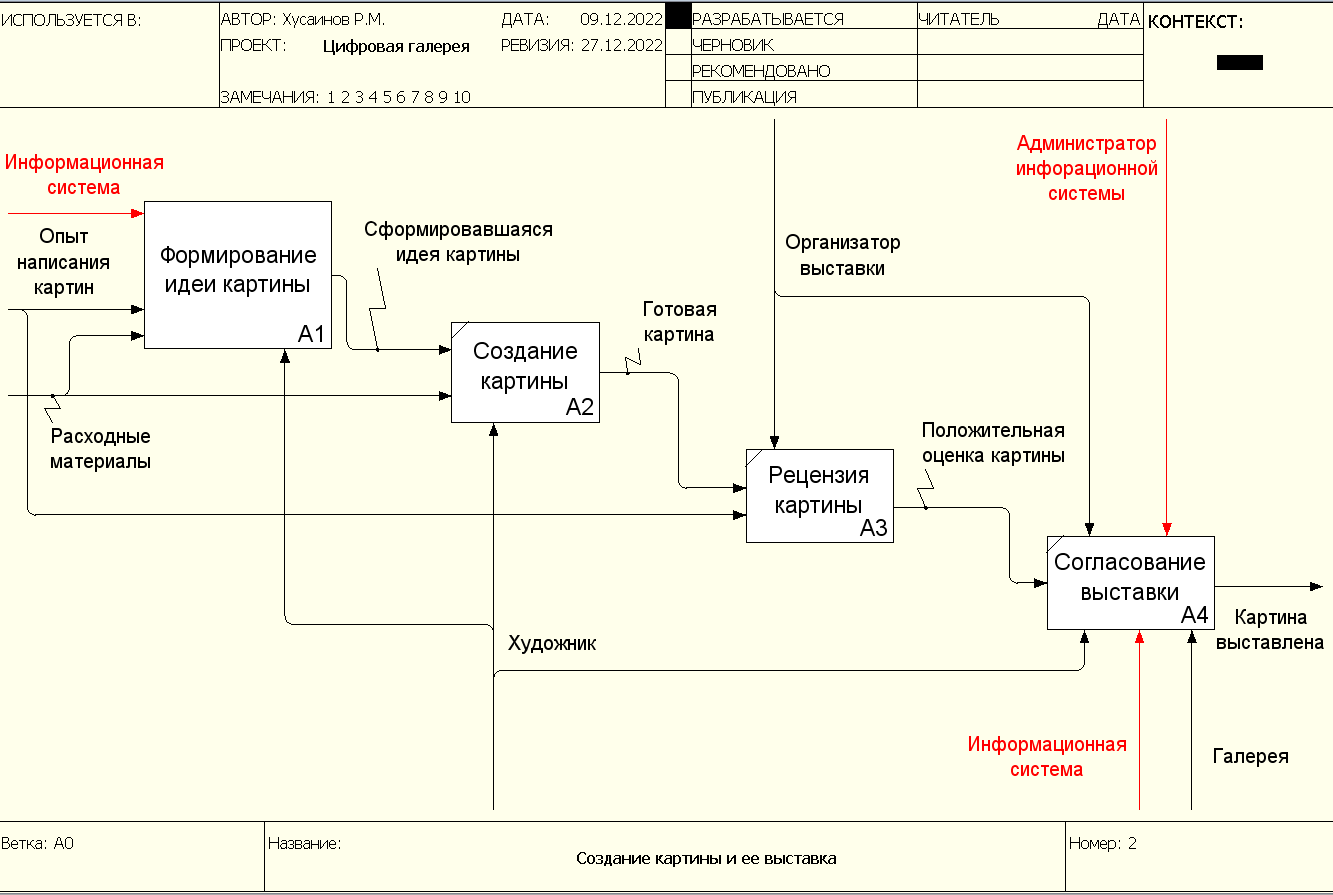 ИСПОЛЬЗУЕТСЯ В:
АВТОР: Хусаинов Р.М.
ДАТА: 09.12.2022
ПРОЕКТ: Цифровая галерея
РЕВИЗИЯ: 27.12.2022
ЗАМЕЧАНИЯ: 1 2 3 4 5 6 7 8 9 10
РАЗРАБАТЫВАЕТСЯ
ЧЕРНОВИК
РЕКОМЕНДОВАНО
ПУБЛИКАЦИЯ
ЧИТАТЕЛЬ
ДАТА
КОНТЕКСТ:
Информационная
система
Опыт
написания
картин
Формирование
идеи картины
A1
Сформировавшаяся
идея картины
Расходные
материалы
Создание
картины
A2
Готовая
картина
Организатор
выставки
Администратор
инфорационной
системы
Рецензия
картины
A3
Положительная
оценка картины
Согласование
выставки
A4
Картина
выставлена
Художник
Информационная
система
Галерея
Ветка: A0
Название:
Создание картины и ее выставка
Номер: 2